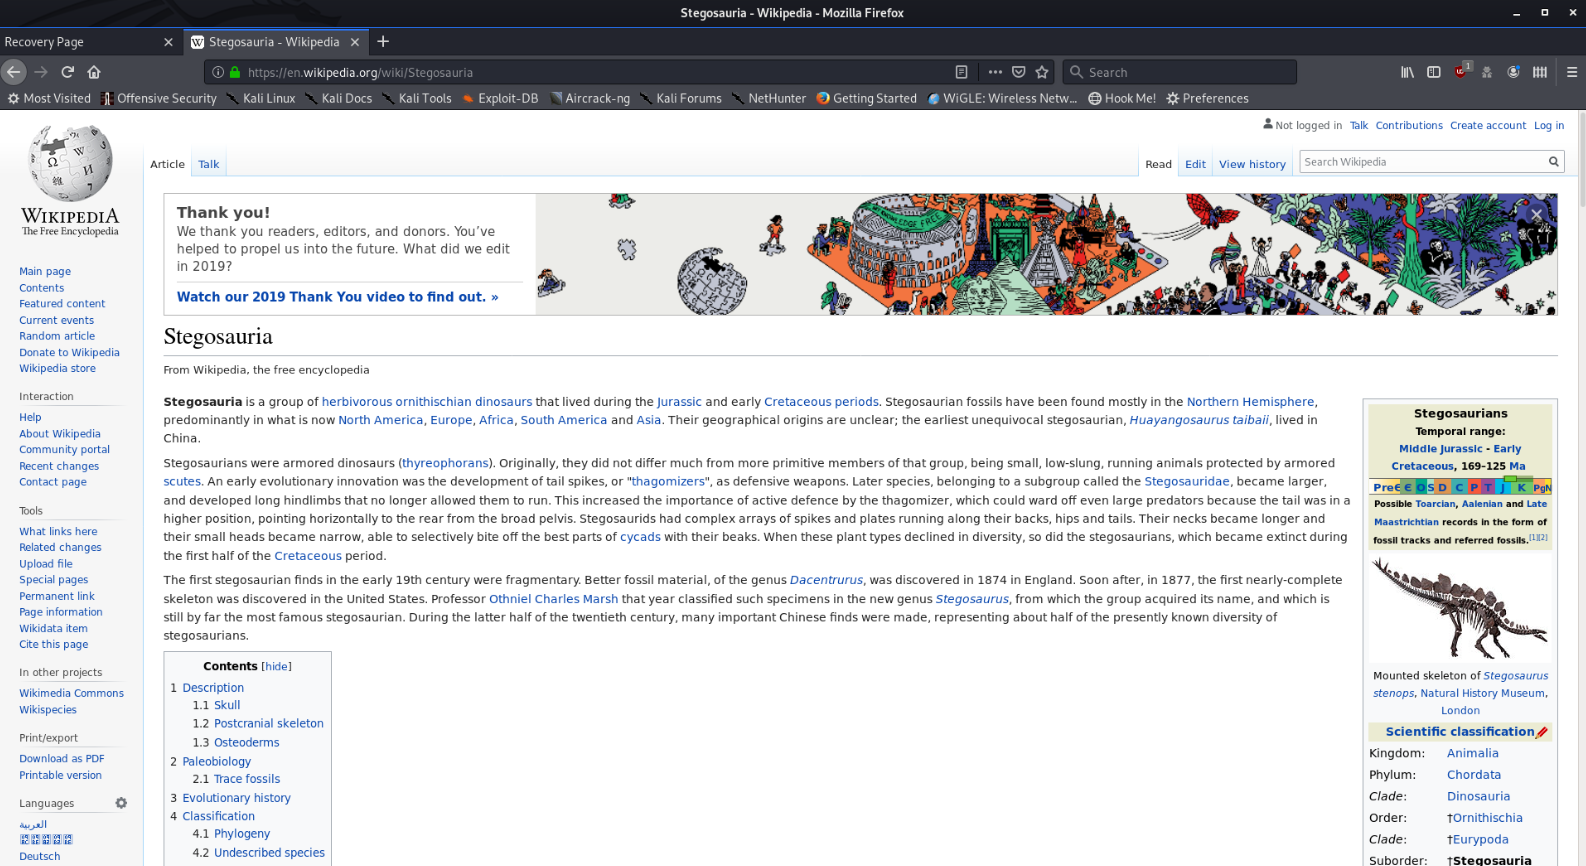 Stegosauria - Wikipedia - Mozilla Firefox
Recovery Page
Stegosauria - Wikipedia
https://en.wikipedia.org/wiki/Stegosauria
Search
1
Most Visited Offensive Security Kali Linux Kali Docs Kali Tools Exploit-DB Aircrack-ng Kali Forums NetHunter Getting Started WiGLE: Wireless Netw... Hook Me! Preferences
Not logged in Talk Contributions Create account Log in
Article Talk Read Edit View history Search Wikipedia
WIKIPEDIA
The Free Encyclopedia
Main page
Contents
Featured content
Current events
Random article
Donate to Wikipedia
Wikipedia store
Interaction
Help
About Wikipedia
Community portal
Recent changes
Contact page
Tools
What links here
Related changes
Upload file
Special pages
Permanent link
Page information
Wikidata item
Cite this page
In other projects
Wikimedia Commons
Wikispecies
Print/export
Download as PDF
Printable version
Languages
العربية
Deutsch
Thank you!
We thank you readers, editors, and donors. You’ve
helped to propel us into the future. What did we edit
in 2019?
Watch our 2019 Thank You video to find out. »
Stegosauria
From Wikipedia, the free encyclopedia
Stegosauria is a group of herbivorous ornithischian dinosaurs that lived during the Jurassic and early Cretaceous periods. Stegosaurian fossils have been found mostly in the Northern Hemisphere,
predominantly in what is now North America, Europe, Africa, South America and Asia. Their geographical origins are unclear; the earliest unequivocal stegosaurian, Huayangosaurus taibaii, lived in
China.
Stegosaurians were armored dinosaurs (thyreophorans). Originally, they did not differ much from more primitive members of that group, being small, low-slung, running animals protected by armored
scutes. An early evolutionary innovation was the development of tail spikes, or "thagomizers", as defensive weapons. Later species, belonging to a subgroup called the Stegosauridae, became larger,
and developed long hindlimbs that no longer allowed them to run. This increased the importance of active defence by the thagomizer, which could ward off even large predators because the tail was in a
higher position, pointing horizontally to the rear from the broad pelvis. Stegosaurids had complex arrays of spikes and plates running along their backs, hips and tails. Their necks became longer and
their small heads became narrow, able to selectively bite off the best parts of cycads with their beaks. When these plant types declined in diversity, so did the stegosaurians, which became extinct during
the first half of the Cretaceous period.
The first stegosaurian finds in the early 19th century were fragmentary. Better fossil material, of the genus Dacentrurus, was discovered in 1874 in England. Soon after, in 1877, the first nearly-complete
skeleton was discovered in the United States. Professor Othniel Charles Marsh that year classified such specimens in the new genus Stegosaurus, from which the group acquired its name, and which is
still by far the most famous stegosaurian. During the latter half of the twentieth century, many important Chinese finds were made, representing about half of the presently known diversity of
stegosaurians.
Contents [hide]
1 Description
1.1 Skull
1.2 Postcranial skeleton
1.3 Osteoderms
2 Paleobiology
2.1 Trace fossils
3 Evolutionary history
4 Classification
4.1 Phylogeny
4.2 Undescribed species
Stegosaurians
Temporal range:
Middle Jurassic - Early
Cretaceous, 169–125 Ma
PreЄ Є O S D C P T J K PgN
Possible Toarcian, Aalenian and Late
Maastrichtian records in the form of
fossil tracks and referred fossils.[1][2]
Mounted skeleton of Stegosaurus
stenops, Natural History Museum,
London
Scientific classification
Kingdom: Animalia
Phylum: Chordata
Clade: Dinosauria
Order: †Ornithischia
Clade: †Eurypoda
Suborder: †Stegosauria